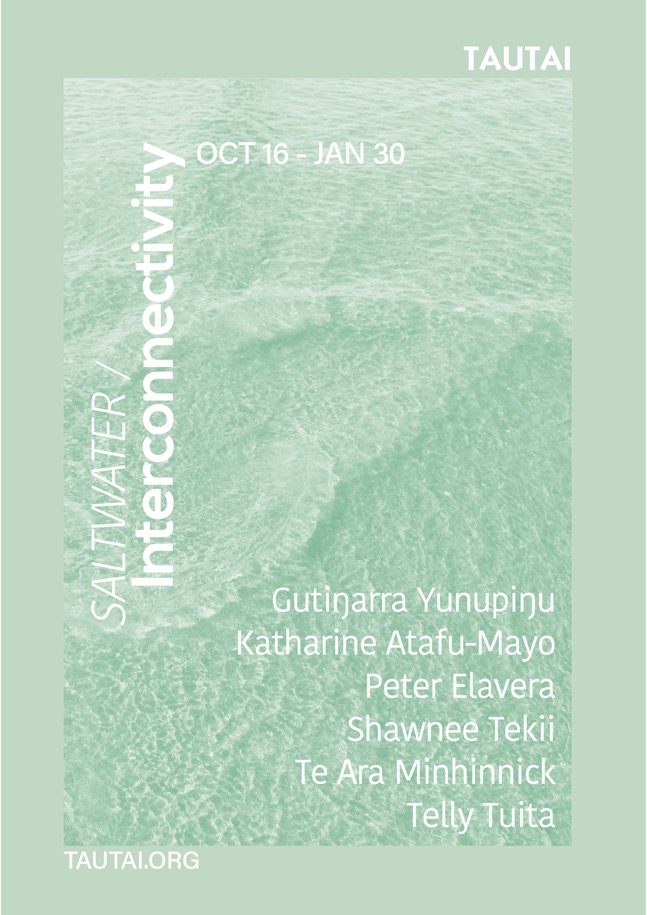 TAUTAI
OCT 16 - JAN 30
SALTWATER /
Interconnectivity
Gutiŋarra Yunupiŋu
Katharine Atafu-Mayo
Peter Elavera
Shawnee Tekii
Te Ara Minhinnick
Telly Tuita
TAUTAI.ORG